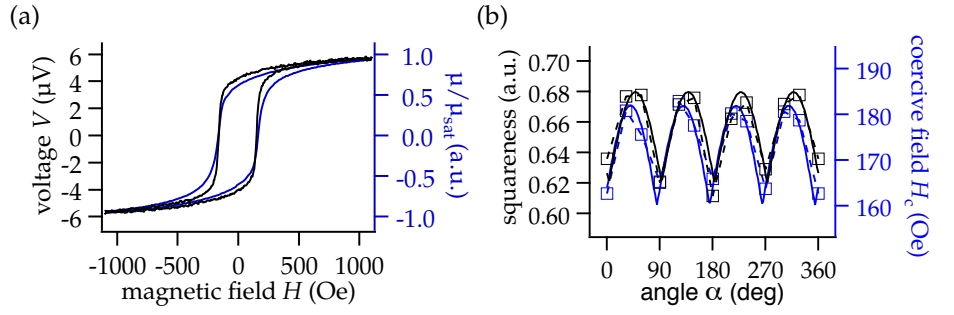 (a)
6
4
2
0
-2
-4
-6
voltage V (µV)
1.0
0.5
0.0
-0.5
-1.0
µ/µsat (a.u.)
-1000 -500 0 500 1000
magnetic field H (Oe)
(b)
0.70
0.68
0.66
0.64
0.62
0.60
squareness (a.u.)
190
180
170
160
coercive field Hc (Oe)
0 90 180 270 360
angle α (deg)